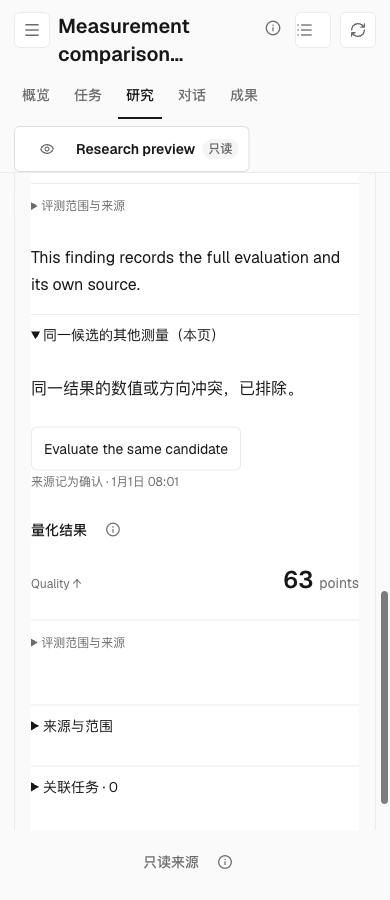 Measurement
comparison...
概览 任务 研究 对话 成果
Research preview 只读
▶ 评测范围与来源
This finding records the full evaluation and
its own source.
▼ 同一候选的其他测量（本页）
同一结果的数值或方向冲突，已排除。
Evaluate the same candidate
来源记为确认 · 1月1日 08:01
量化结果
Quality ↑ 63 points
▶ 评测范围与来源
▶ 来源与范围
▶ 关联任务 · 0
只读来源